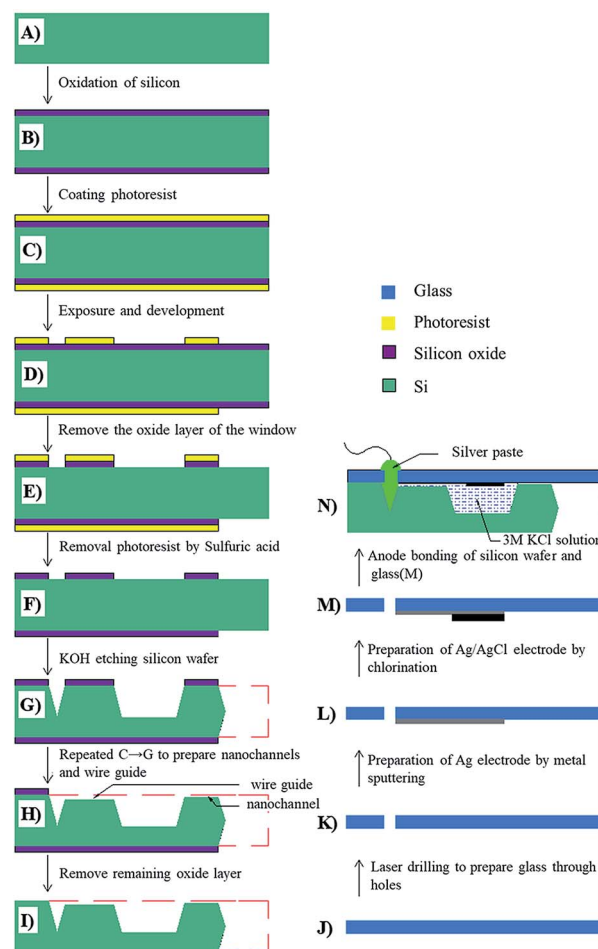 A)
Oxidation of silicon
B)
Coating photoresist
C)
Exposure and development
D)
Remove the oxide layer of the window
E)
Removal photoresist by Sulfuric acid
F)
KOH etching silicon wafer
G)
Repeated C→G to prepare nanochannels
and wire guide
wire guide
nanochannel
H)
Remove remaining oxide layer
I)
Glass
Photoresist
Silicon oxide
Si
Silver paste
N)
3M KCl solution
Anode bonding of silicon wafer and
glass(M)
M)
Preparation of Ag/AgCl electrode by
chlorination
L)
Preparation of Ag electrode by metal
sputtering
K)
Laser drilling to prepare glass through
holes
J)